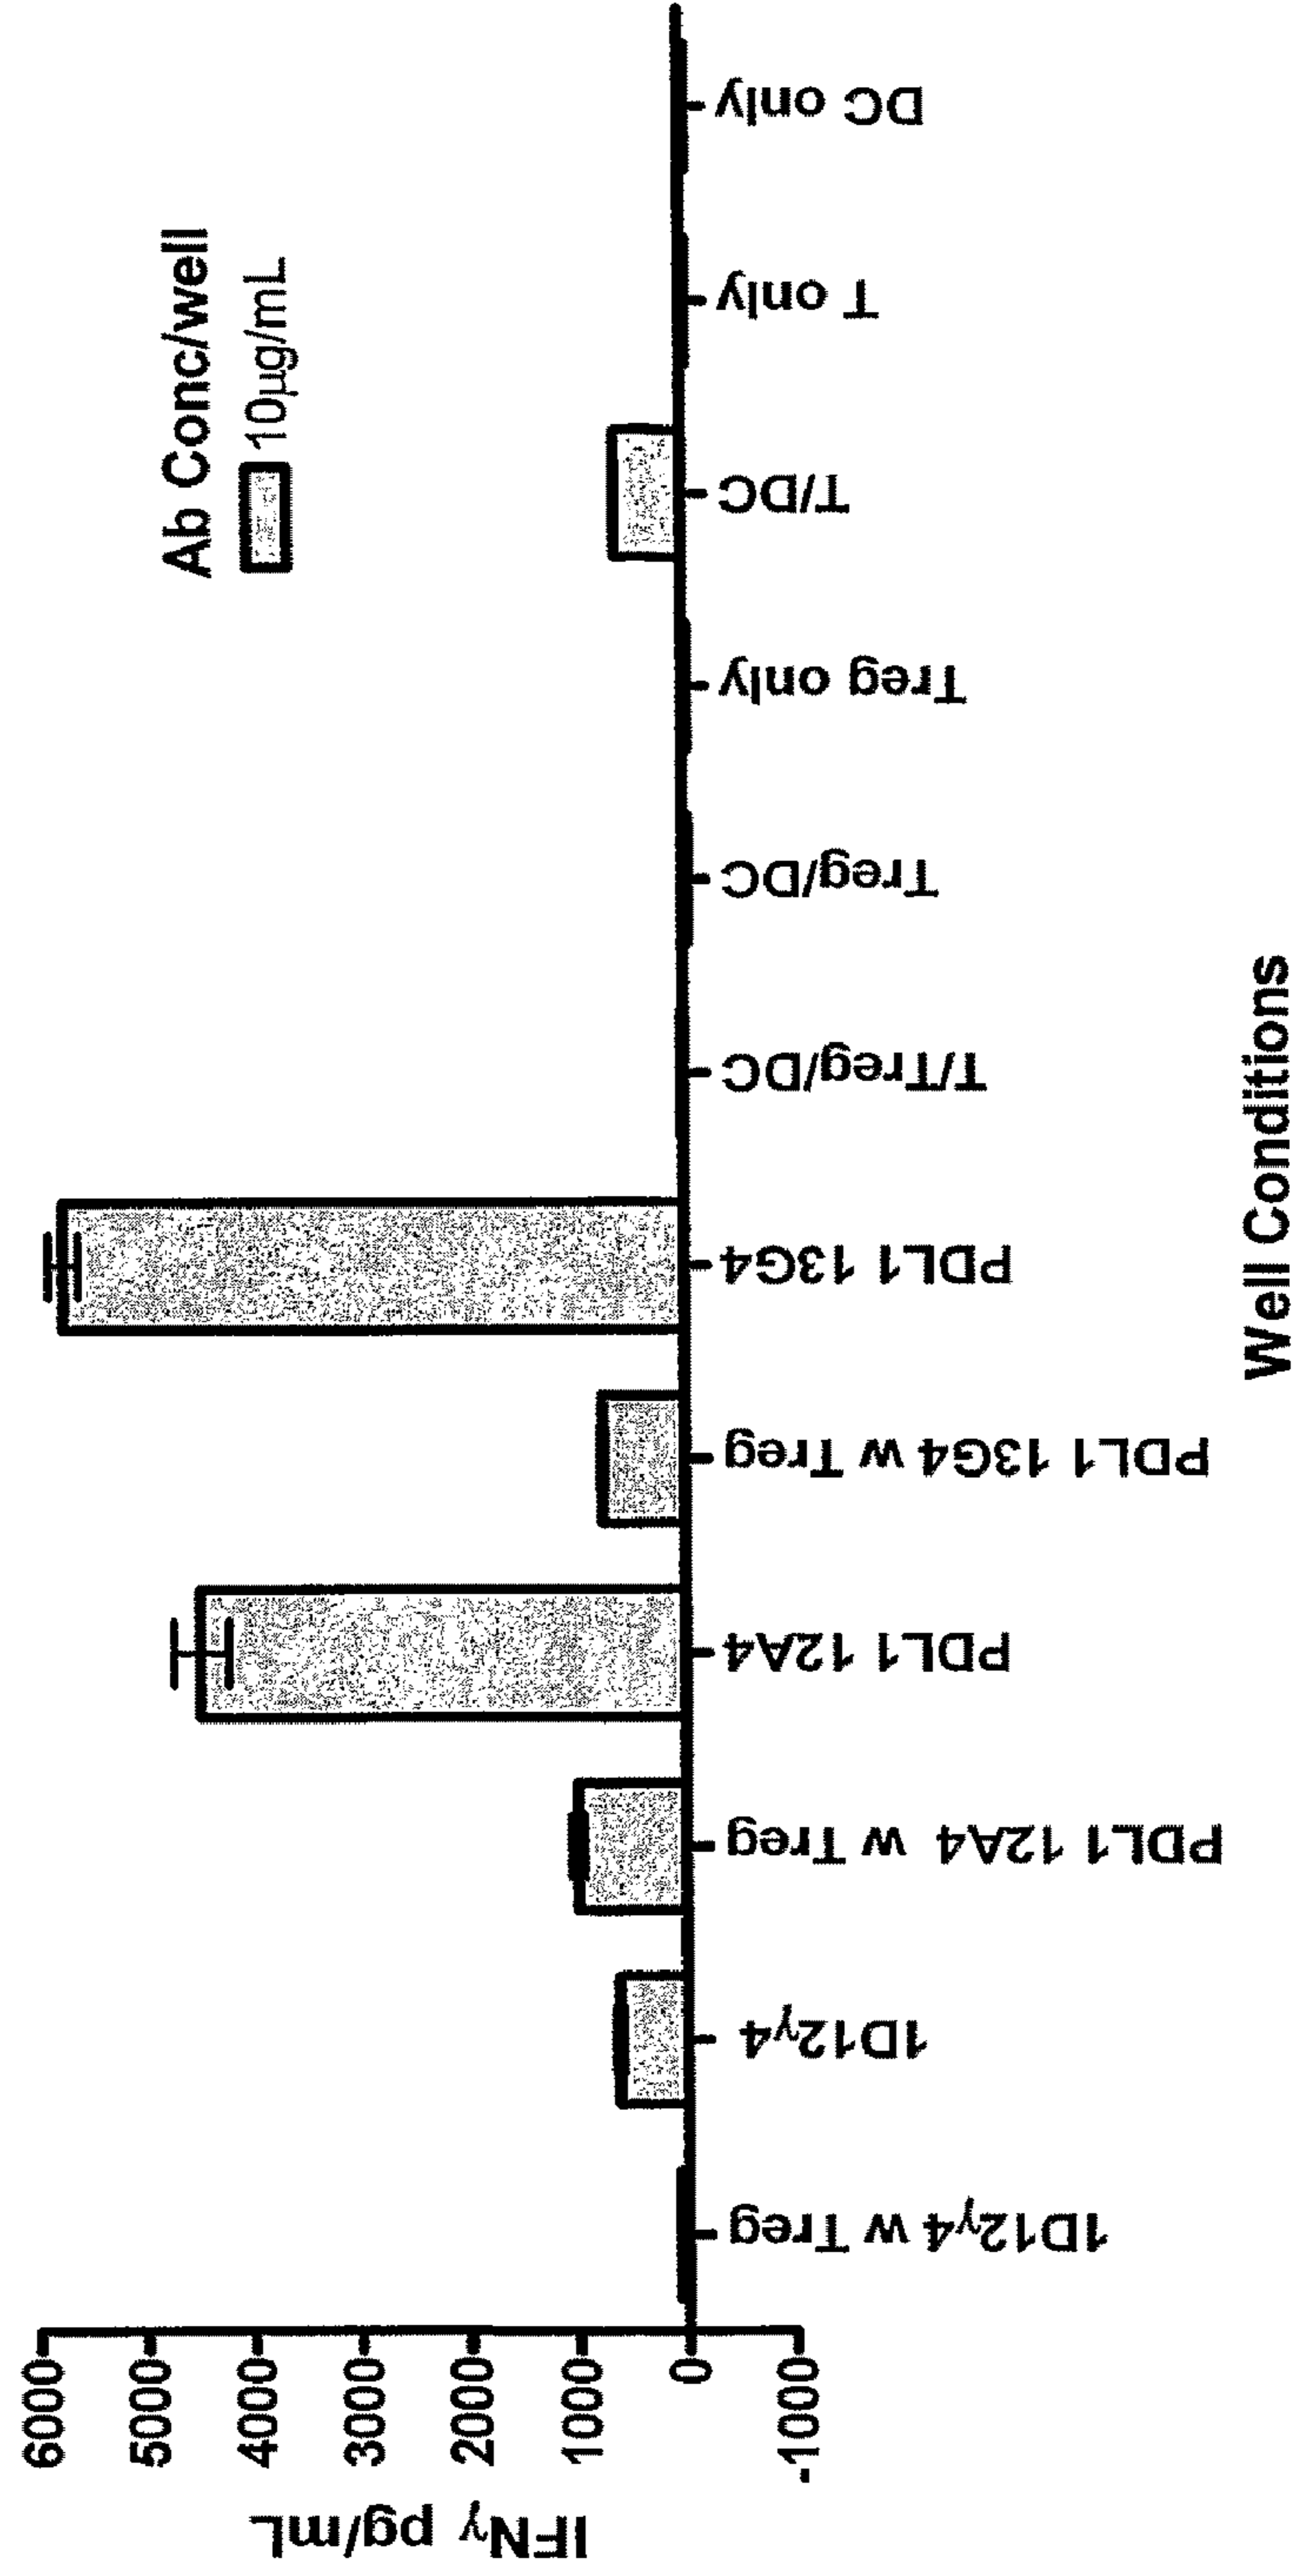 Ab Conc/well
10µg/mL
IFNγ pg/mL
6000
5000
4000
3000
2000
1000
0
-1000
1D12γ4 w Treg
1D12γ4
PDL1 12A4 w Treg
PDL1 12A4
PDL1 13G4 w Treg
PDL1 13G4
T/Treg/DC
Treg/DC
Treg only
T/DC
T only
DC only
Well Conditions